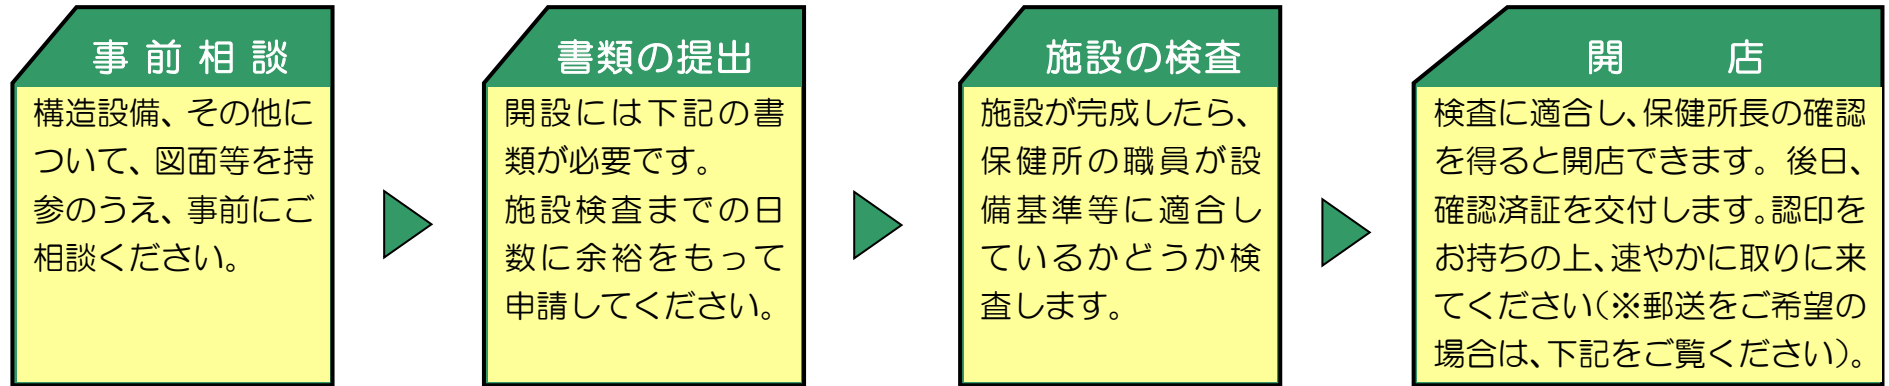 事前相談
構造設備、その他に
ついて、図面等を持
参のうえ、事前にご
相談ください。
書類の提出
開設には下記の書
類が必要です。
施設検査までの日
数に余裕をもって
申請してください。
施設の検査
施設が完成したら、
保健所の職員が設
備基準等に適合し
ているかどうか検
査します。
開店
検査に適合し、保健所長の確認
を得ると開店できます。後日、
確認済証を交付します。認印を
お持ちの上、速やかに取りに来
てください（※郵送をご希望の
場合は、下記をご覧ください）。